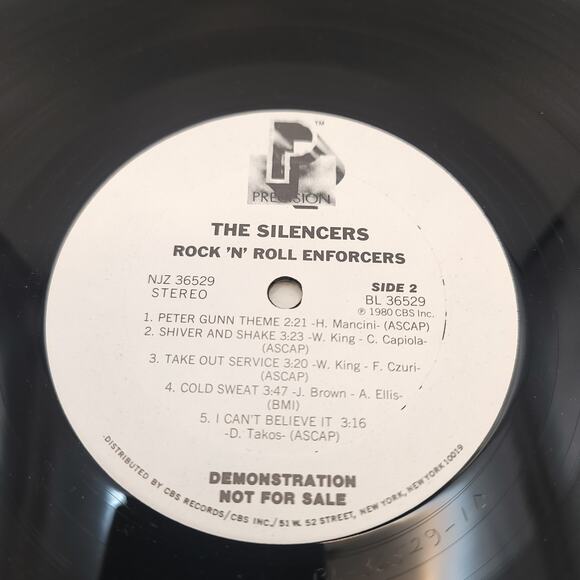 TM
PRECISION
THE SILENCERS
ROCK 'N' ROLL ENFORCERS
NJZ 36529
STEREO
SIDE 2
BL 36529
℗ 1980 CBS Inc.
1. PETER GUNN THEME 2:21 -H. Mancini- (ASCAP)
2. SHIVER AND SHAKE 3:23 -W. King - C. Capiola-
(ASCAP)
3. TAKE OUT SERVICE 3:20 -W. King - F. Czuri-
(ASCAP)
4. COLD SWEAT 3:47 -J. Brown - A. Ellis-
(BMI)
5. I CAN'T BELIEVE IT 3:16
-D. Takos- (ASCAP)
DEMONSTRATION
NOT FOR SALE
DISTRIBUTED BY CBS RECORDS/CBS INC./51 W. 52 STREET, NEW YORK, NEW YORK 10019